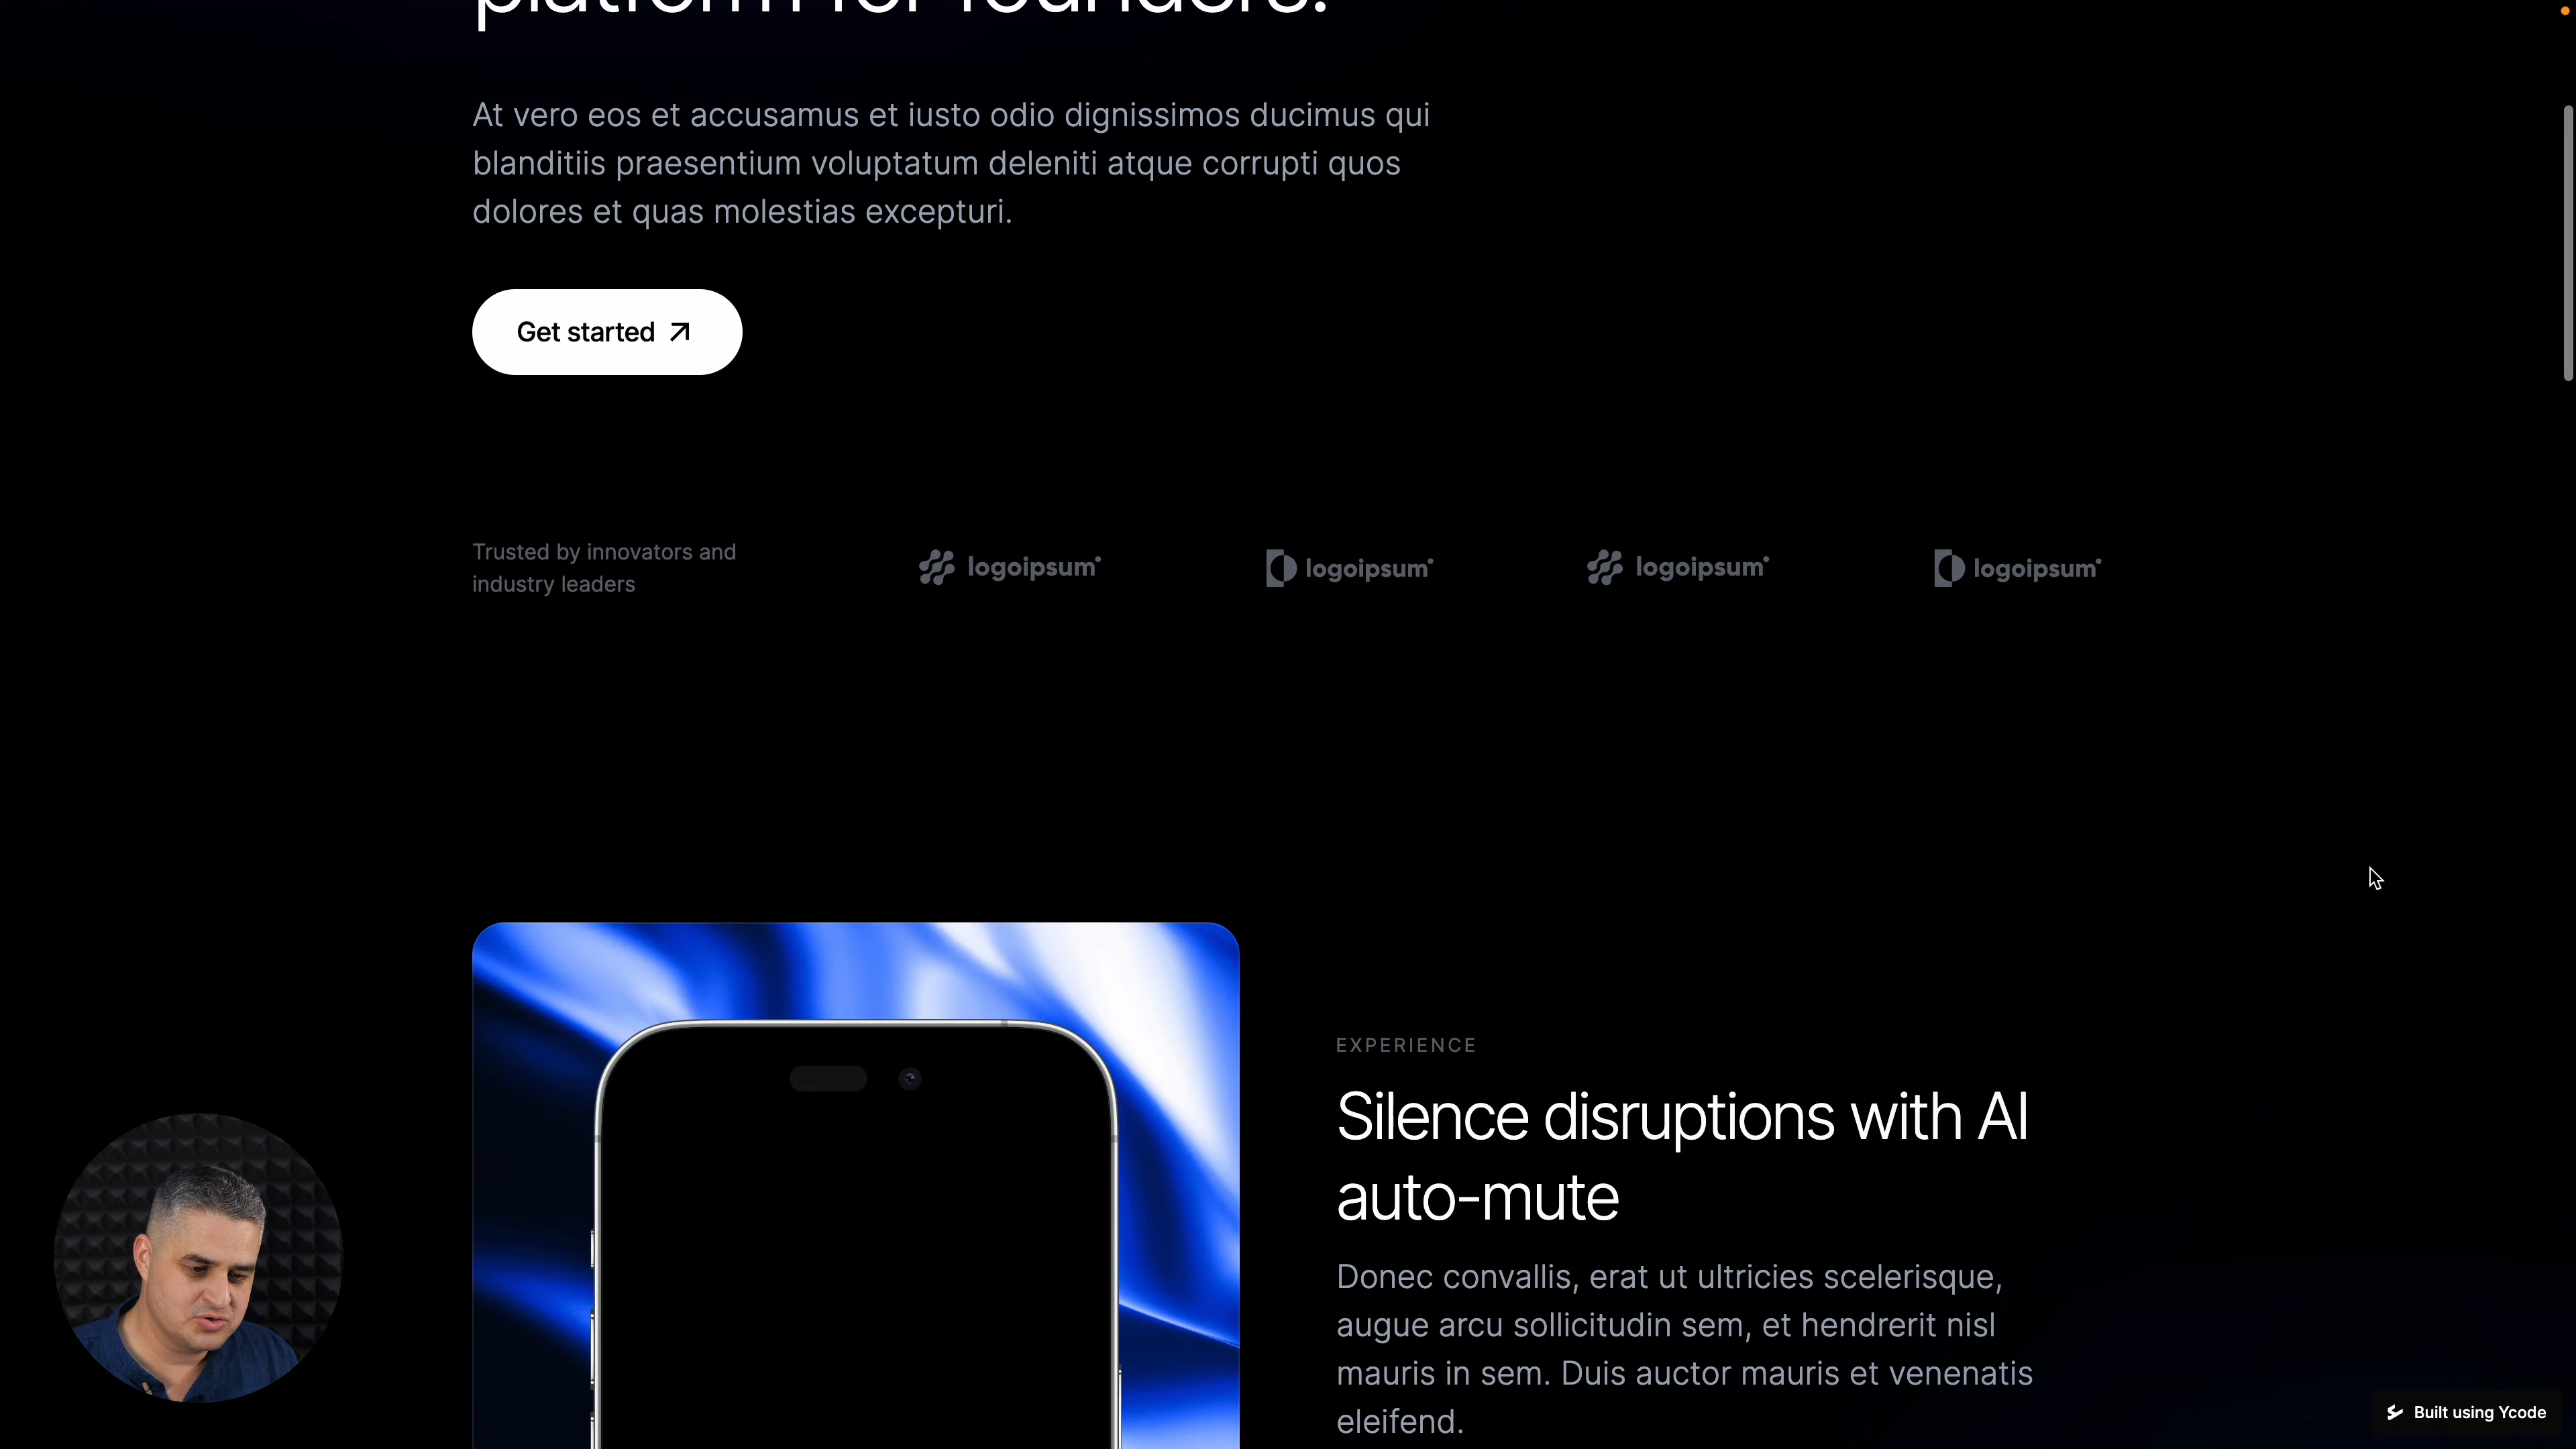 platform for founders.
At vero eos et accusamus et iusto odio dignissimos ducimus qui
blanditiis praesentium voluptatum deleniti atque corrupti quos
dolores et quas molestias excepturi.
Get started
Trusted by innovators and
industry leaders
logoipsum
logoipsum
logoipsum
logoipsum
EXPERIENCE
Silence disruptions with AI
auto-mute
Donec convallis, erat ut ultricies scelerisque,
augue arcu sollicitudin sem, et hendrerit nisl
mauris in sem. Duis auctor mauris et venenatis
eleifend.
Built using Ycode